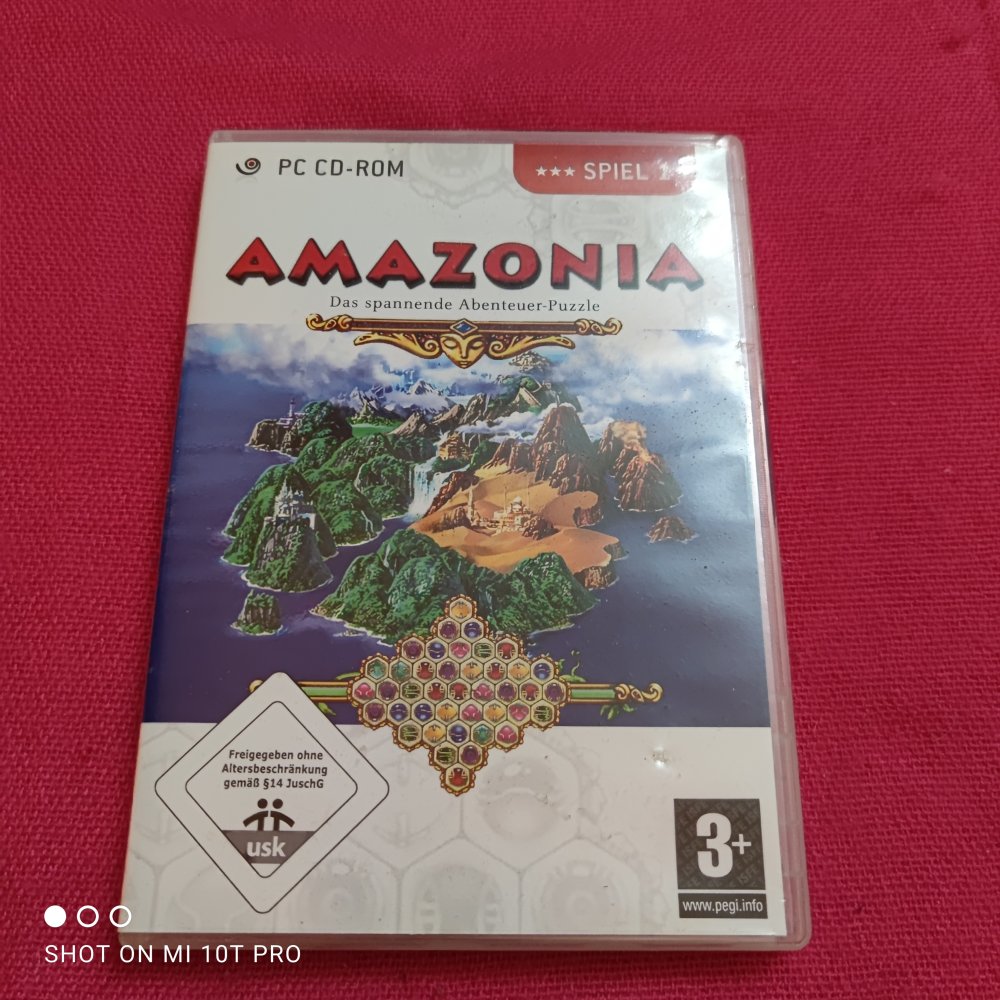 PC CD-ROM
★★★ SPIEL
AMAZONIA
Das spannende Abenteuer-Puzzle
Freigegeben ohne
Altersbeschränkung
gemäß §14 JuschG
usk
3+
www.pegi.info
SHOT ON MI 10T PRO